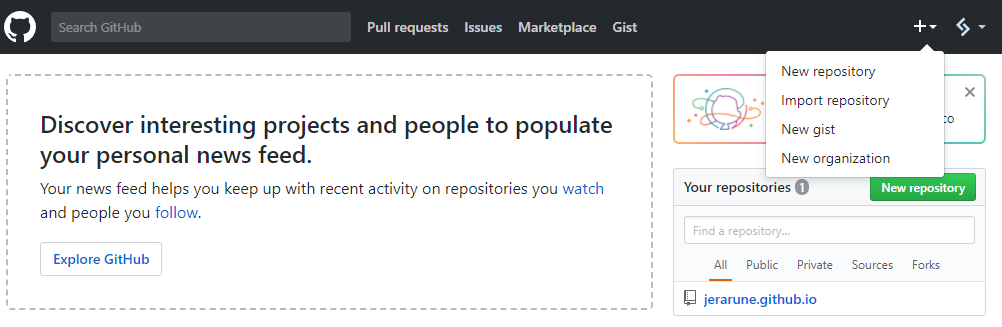 Search GitHub
Pull requests Issues Marketplace Gist
New repository
Import repository
New gist
New organization
Discover interesting projects and people to populate
your personal news feed.
Your news feed helps you keep up with recent activity on repositories you watch
and people you follow.
Explore GitHub
co
Your repositories 1 New repository
Find a repository...
All Public Private Sources Forks
jerarune.github.io